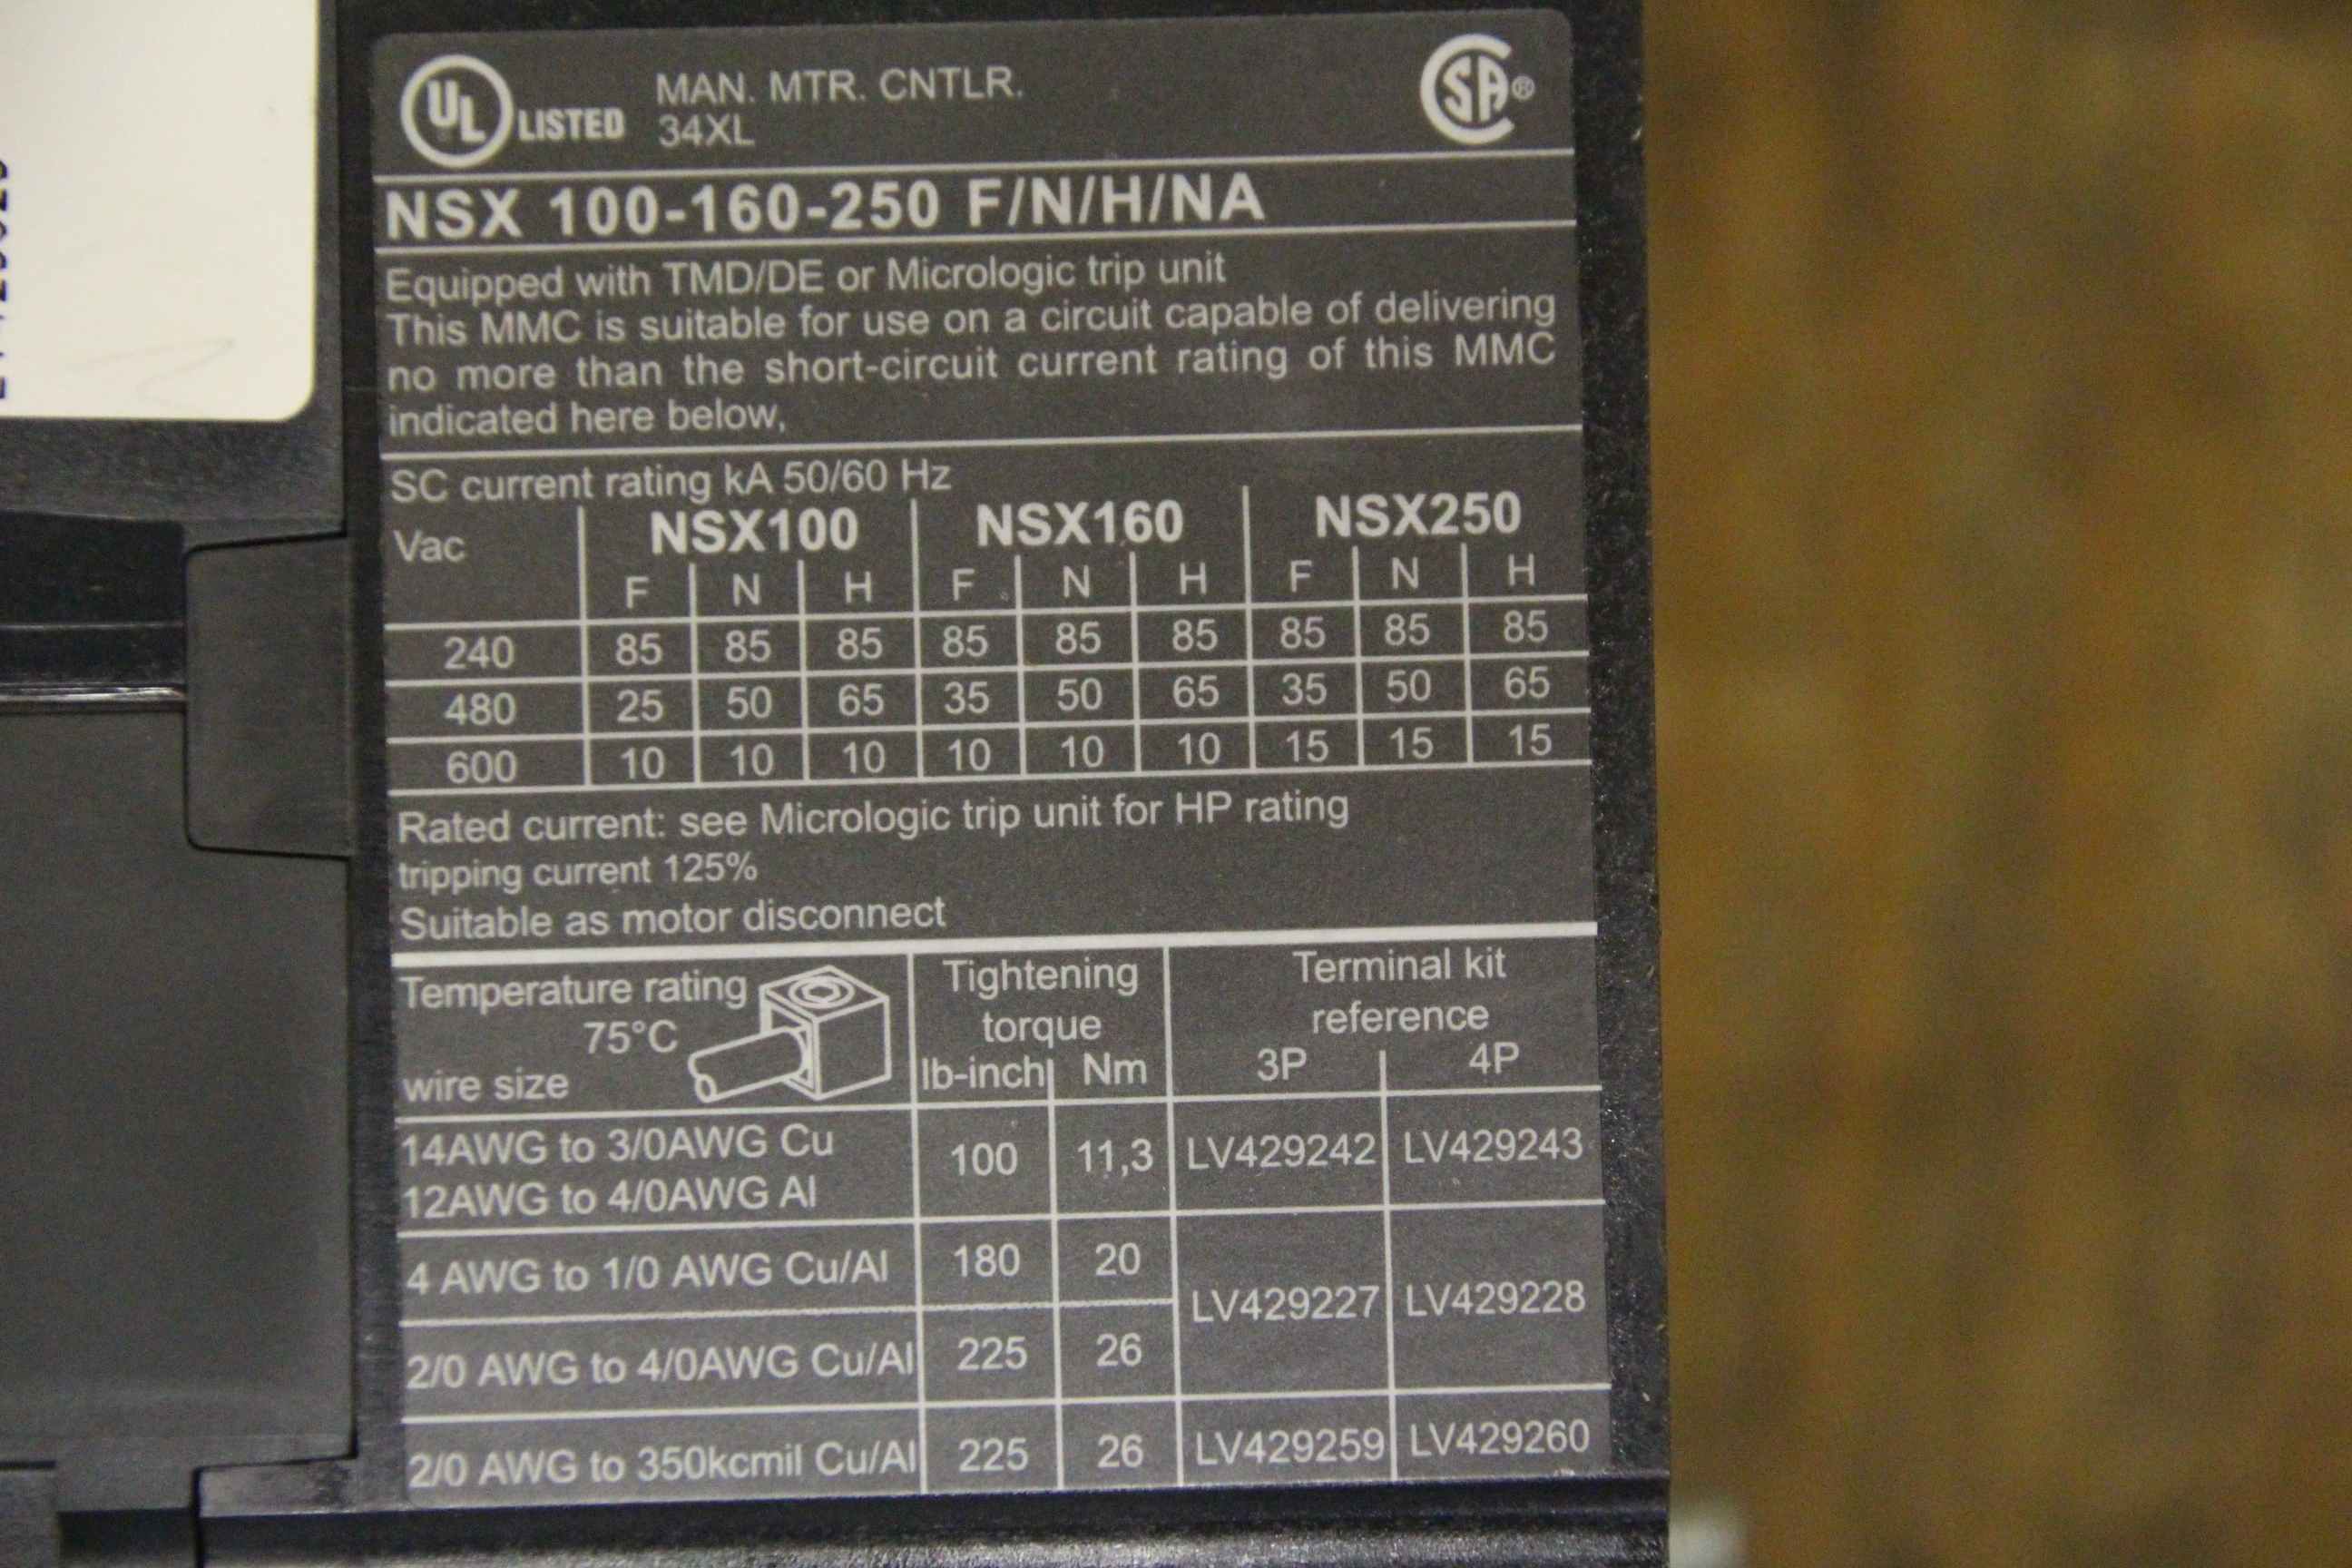 UL LISTED MAN. MTR. CNTLR.
34XL
SA®
NSX 100-160-250 F/N/H/NA
Equipped with TMD/DE or Micrologic trip unit
This MMC is suitable for use on a circuit capable of delivering
no more than the short-circuit current rating of this MMC
indicated here below,
SC current rating kA 50/60 Hz
Vac NSX100 NSX160 NSX250
F N H F N H F N H
240 85 85 85 85 85 85 85 85 85
480 25 50 65 35 50 65 35 50 65
600 10 10 10 10 10 10 15 15 15
Rated current: see Micrologic trip unit for HP rating
tripping current 125%
Suitable as motor disconnect
Temperature rating
75°C
wire size
Tightening
torque
lb-inch Nm
Terminal kit
reference
3P 4P
14AWG to 3/0AWG Cu
12AWG to 4/0AWG Al
100 11,3 LV429242 LV429243
4 AWG to 1/0 AWG Cu/Al 180 20
LV429227 LV429228
2/0 AWG to 4/0AWG Cu/Al 225 26
2/0 AWG to 350kcmil Cu/Al 225 26 LV429259 LV429260